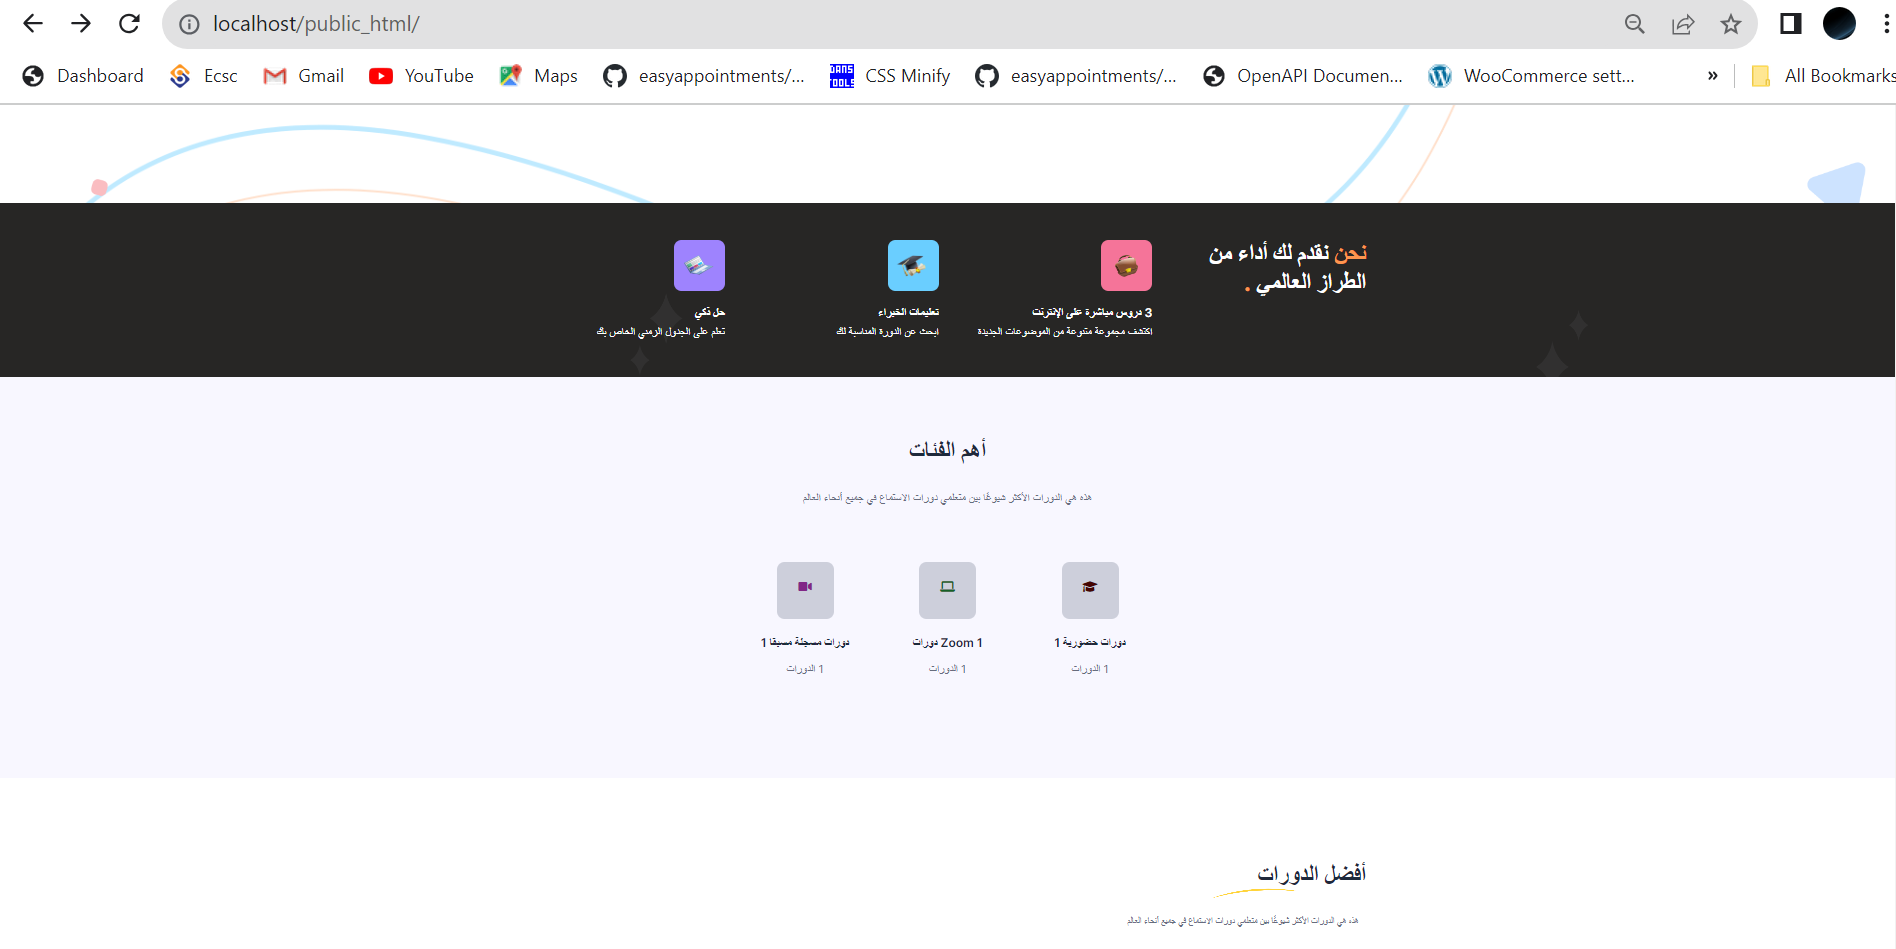 localhost/public_html/
Dashboard
Ecsc
Gmail
YouTube
Maps
easyappointments/...
CSS Minify
easyappointments/...
OpenAPI Documen...
WooCommerce sett...
»
All Bookmarks
نحن نقدم لك أداء من
الطراز العالمي .
3 دروس مباشرة على الإنترنت
اكتشف مجموعة متنوعة من الموضوعات الجديدة
تعليمات الخبراء
ابحث عن الدورة المناسبة لك
حل ذكي
تعلم على الجدول الزمني الخاص بك
أهم الفئات
هذه هي الدورات الأكثر شيوعًا بين متعلمي دورات الاستماع في جميع أنحاء العالم
دورات حضورية 1
1 الدورات
دورات Zoom 1
1 الدورات
دورات مسجلة مسبقا 1
1 الدورات
أفضل الدورات
هذه هي الدورات الأكثر شيوعًا بين متعلمي دورات الاستماع في جميع أنحاء العالم